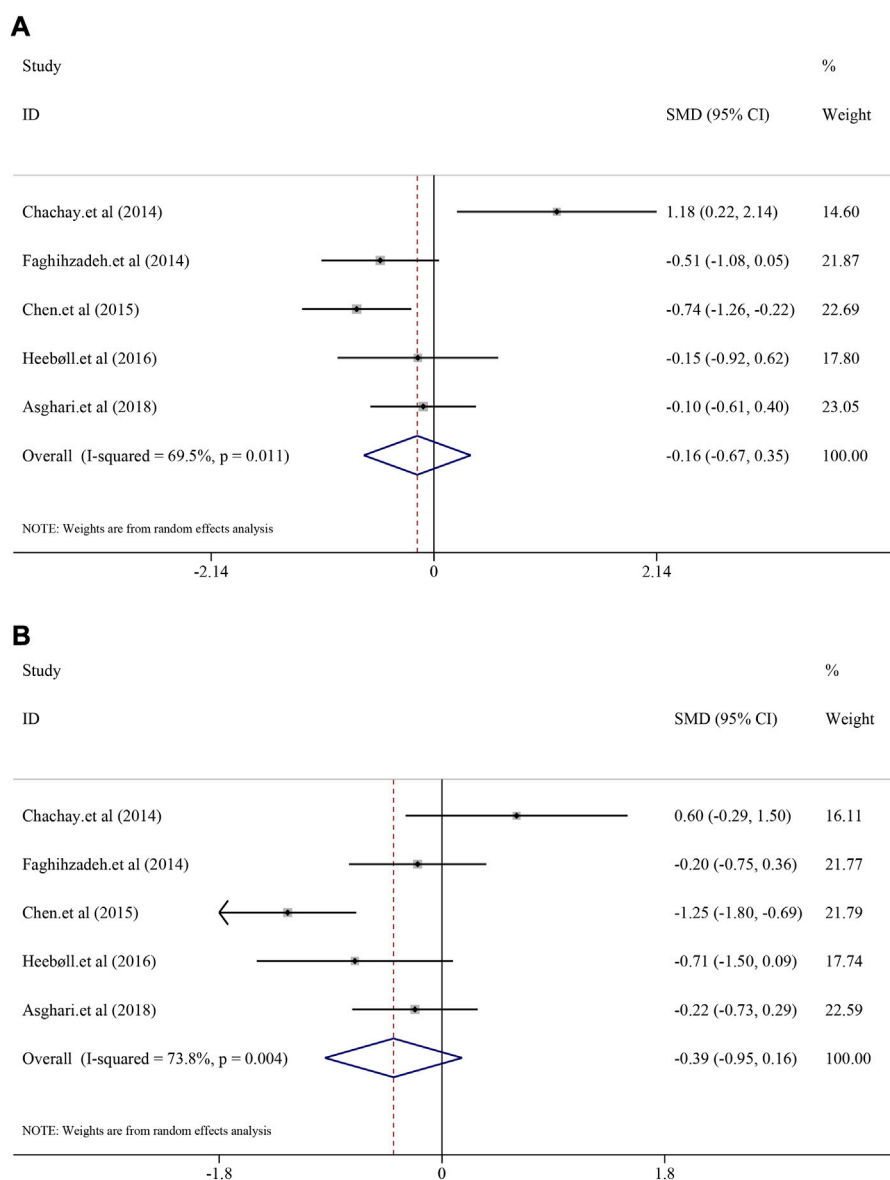 A
Study %
ID SMD (95% CI) Weight
Chachay.et al (2014) 1.18 (0.22, 2.14) 14.60
Faghihzadeh.et al (2014) -0.51 (-1.08, 0.05) 21.87
Chen.et al (2015) -0.74 (-1.26, -0.22) 22.69
Heebøll.et al (2016) -0.15 (-0.92, 0.62) 17.80
Asghari.et al (2018) -0.10 (-0.61, 0.40) 23.05
Overall (I-squared = 69.5%, p = 0.011) -0.16 (-0.67, 0.35) 100.00
NOTE: Weights are from random effects analysis
-2.14 0 2.14
B
Study %
ID SMD (95% CI) Weight
Chachay.et al (2014) 0.60 (-0.29, 1.50) 16.11
Faghihzadeh.et al (2014) -0.20 (-0.75, 0.36) 21.77
Chen.et al (2015) -1.25 (-1.80, -0.69) 21.79
Heebøll.et al (2016) -0.71 (-1.50, 0.09) 17.74
Asghari.et al (2018) -0.22 (-0.73, 0.29) 22.59
Overall (I-squared = 73.8%, p = 0.004) -0.39 (-0.95, 0.16) 100.00
NOTE: Weights are from random effects analysis
-1.8 0 1.8